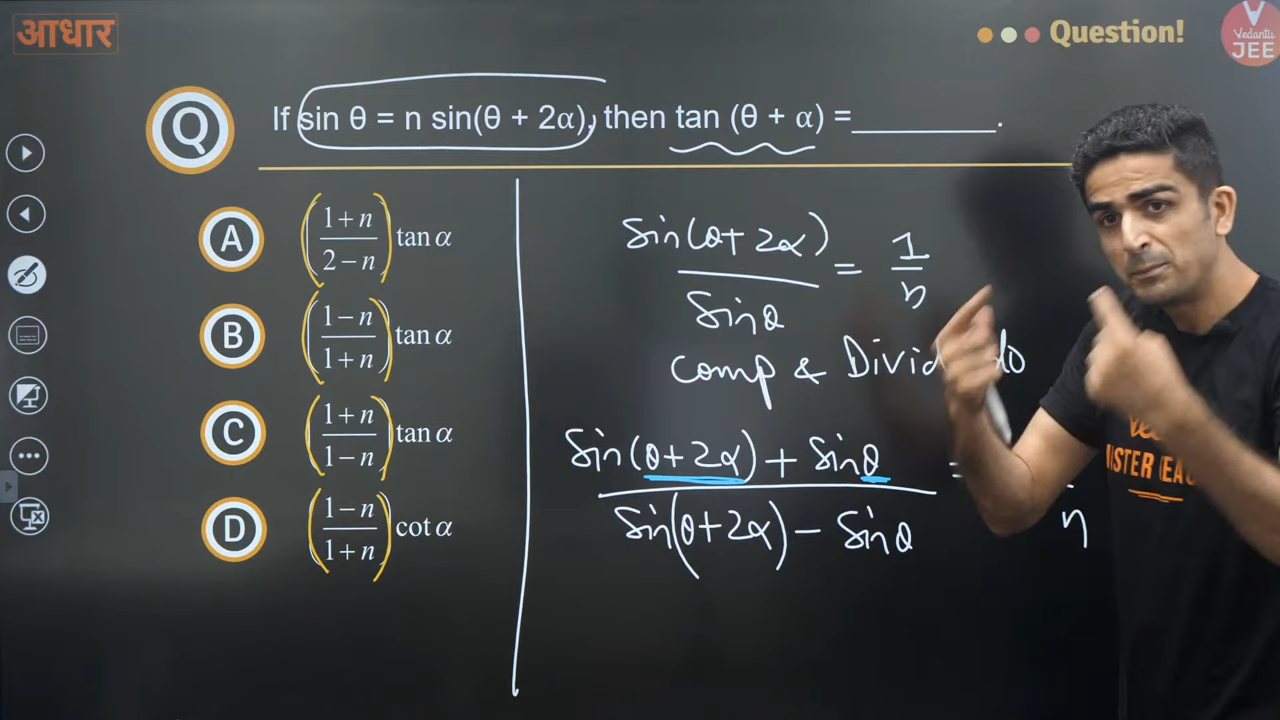 आधार
Question!
Vedantu
JEE
Q
If sin θ = n sin(θ + 2α), then tan (θ + α) =________.
A
(1 + n / 2 − n) tan α
B
(1 − n / 1 + n) tan α
C
(1 + n / 1 − n) tan α
D
(1 − n / 1 + n) cot α
sin(θ + 2α) / sinθ = 1 / n
Comp &
sin(θ+2α) + sinθ =
sin(θ+2α) − sinθ
n